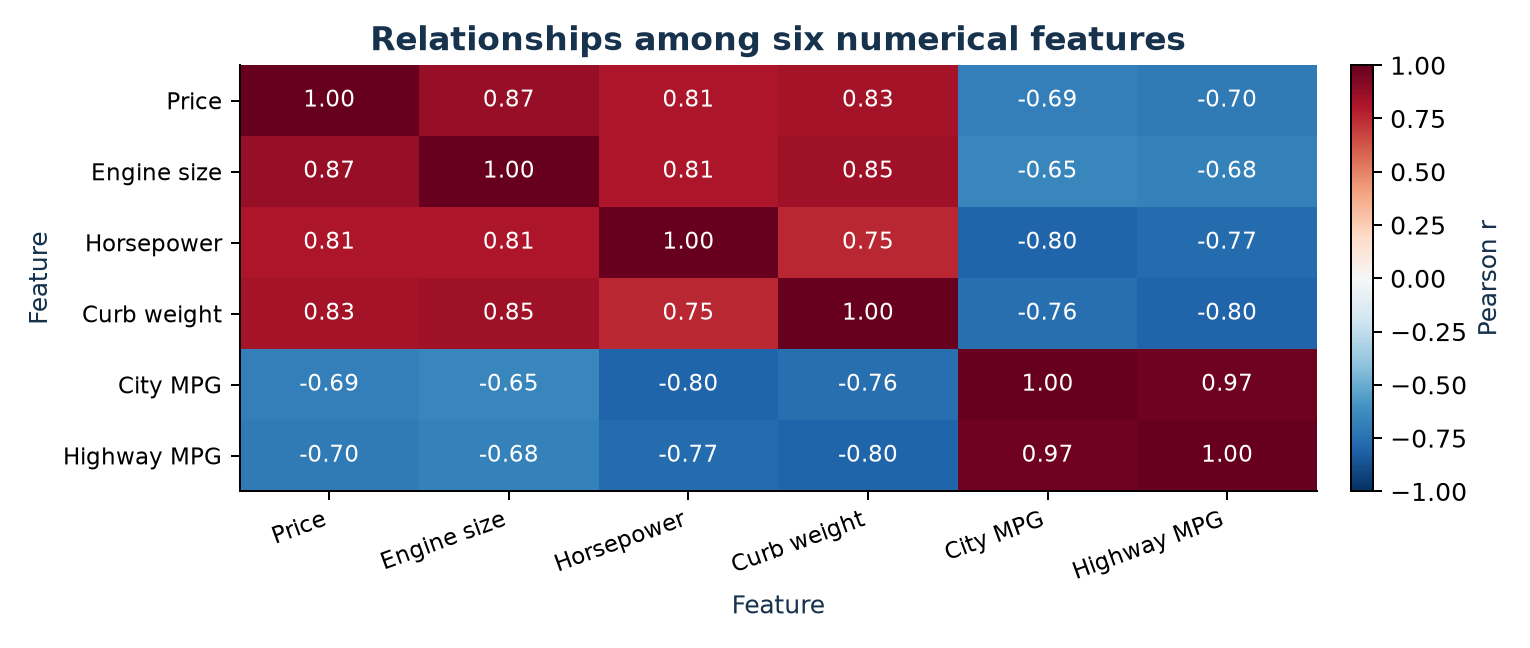 Relationships among six numerical features
Price 1.00 0.87 0.81 0.83 -0.69 -0.70
Engine size 0.87 1.00 0.81 0.85 -0.65 -0.68
Horsepower 0.81 0.81 1.00 0.75 -0.80 -0.77
Curb weight 0.83 0.85 0.75 1.00 -0.76 -0.80
City MPG -0.69 -0.65 -0.80 -0.76 1.00 0.97
Highway MPG -0.70 -0.68 -0.77 -0.80 0.97 1.00
Feature
Price Engine size Horsepower Curb weight City MPG Highway MPG
Feature
1.00
0.75
0.50
0.25
0.00
−0.25
−0.50
−0.75
−1.00
Pearson r